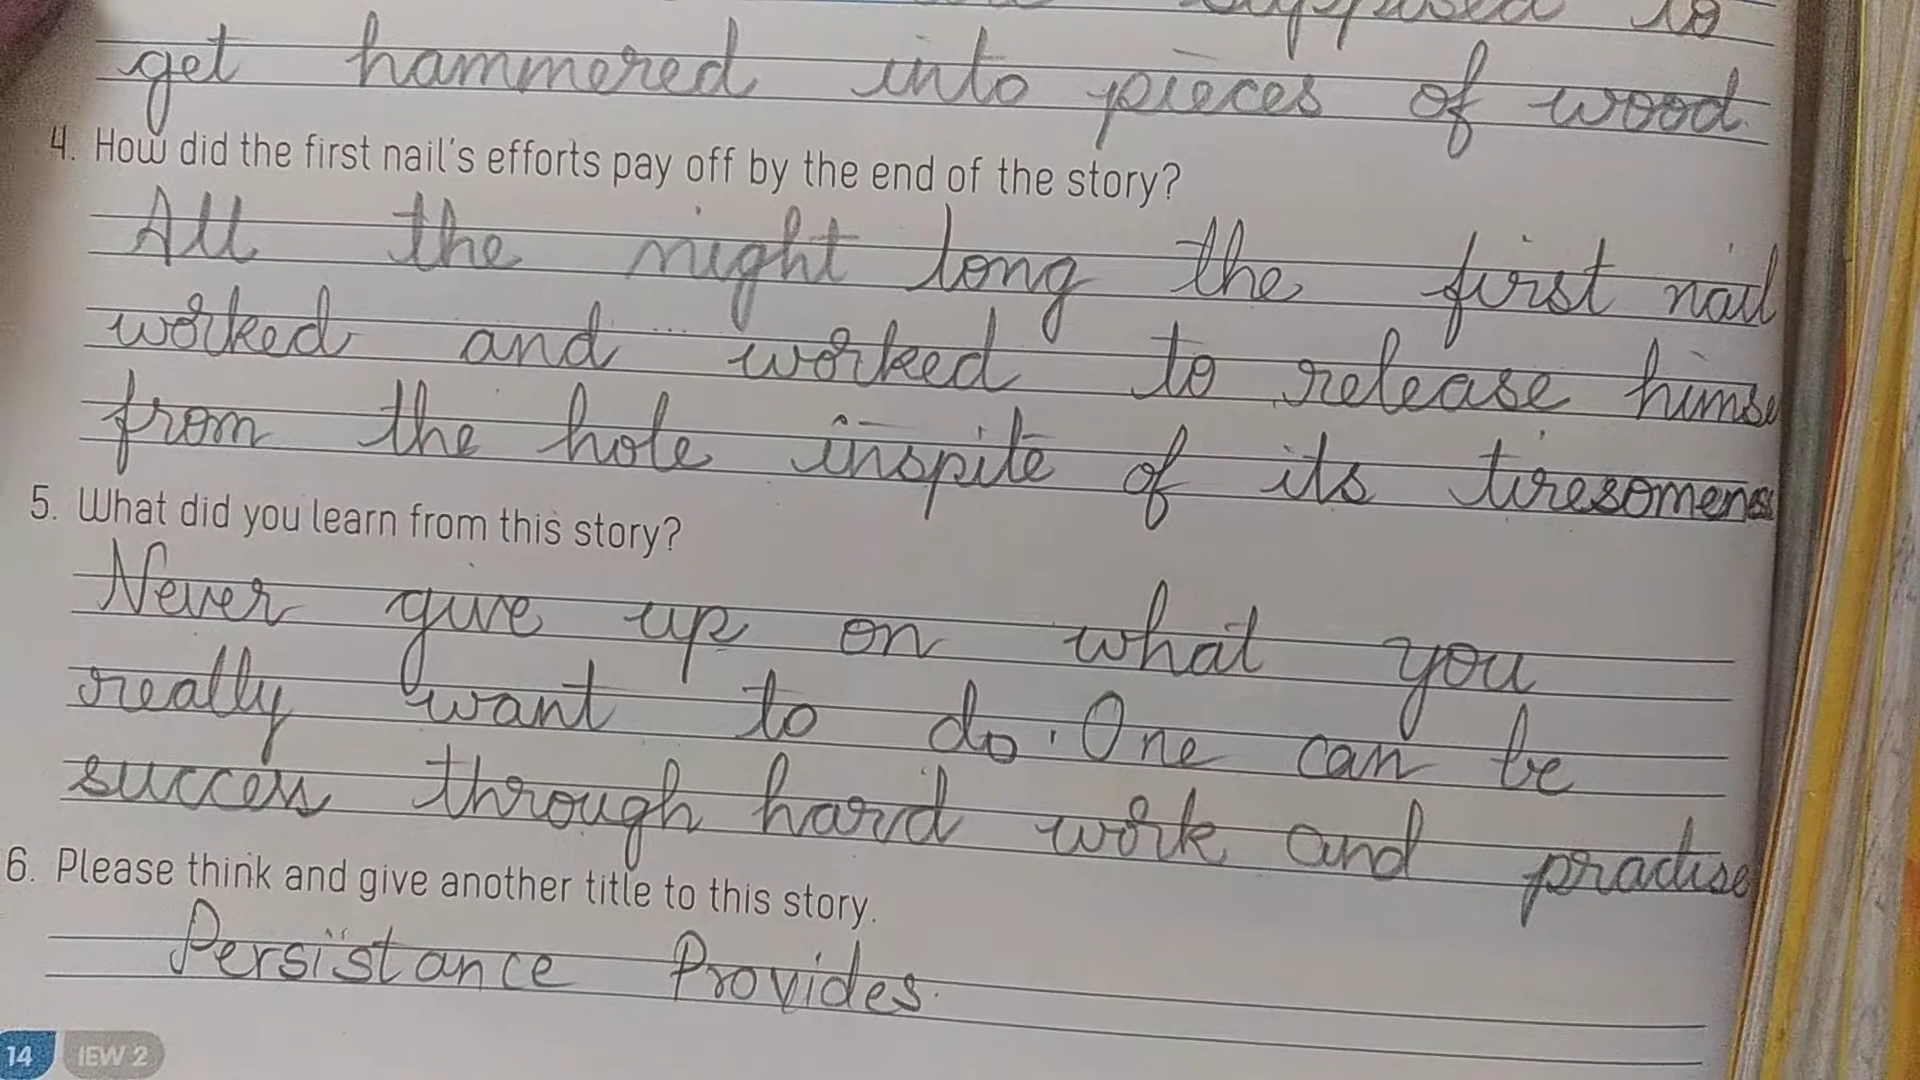 to
get hammered into pieces of wood.
4. How did the first nail's efforts pay off by the end of the story?
All the night long the first nail
worked and worked to release himse
from the hole inspite of its tiresomeness
5. What did you learn from this story?
Never give up on what you
really want to do. One can be
success through hard work and practise
6. Please think and give another title to this story.
Persistance Provides.
14 IEW 2